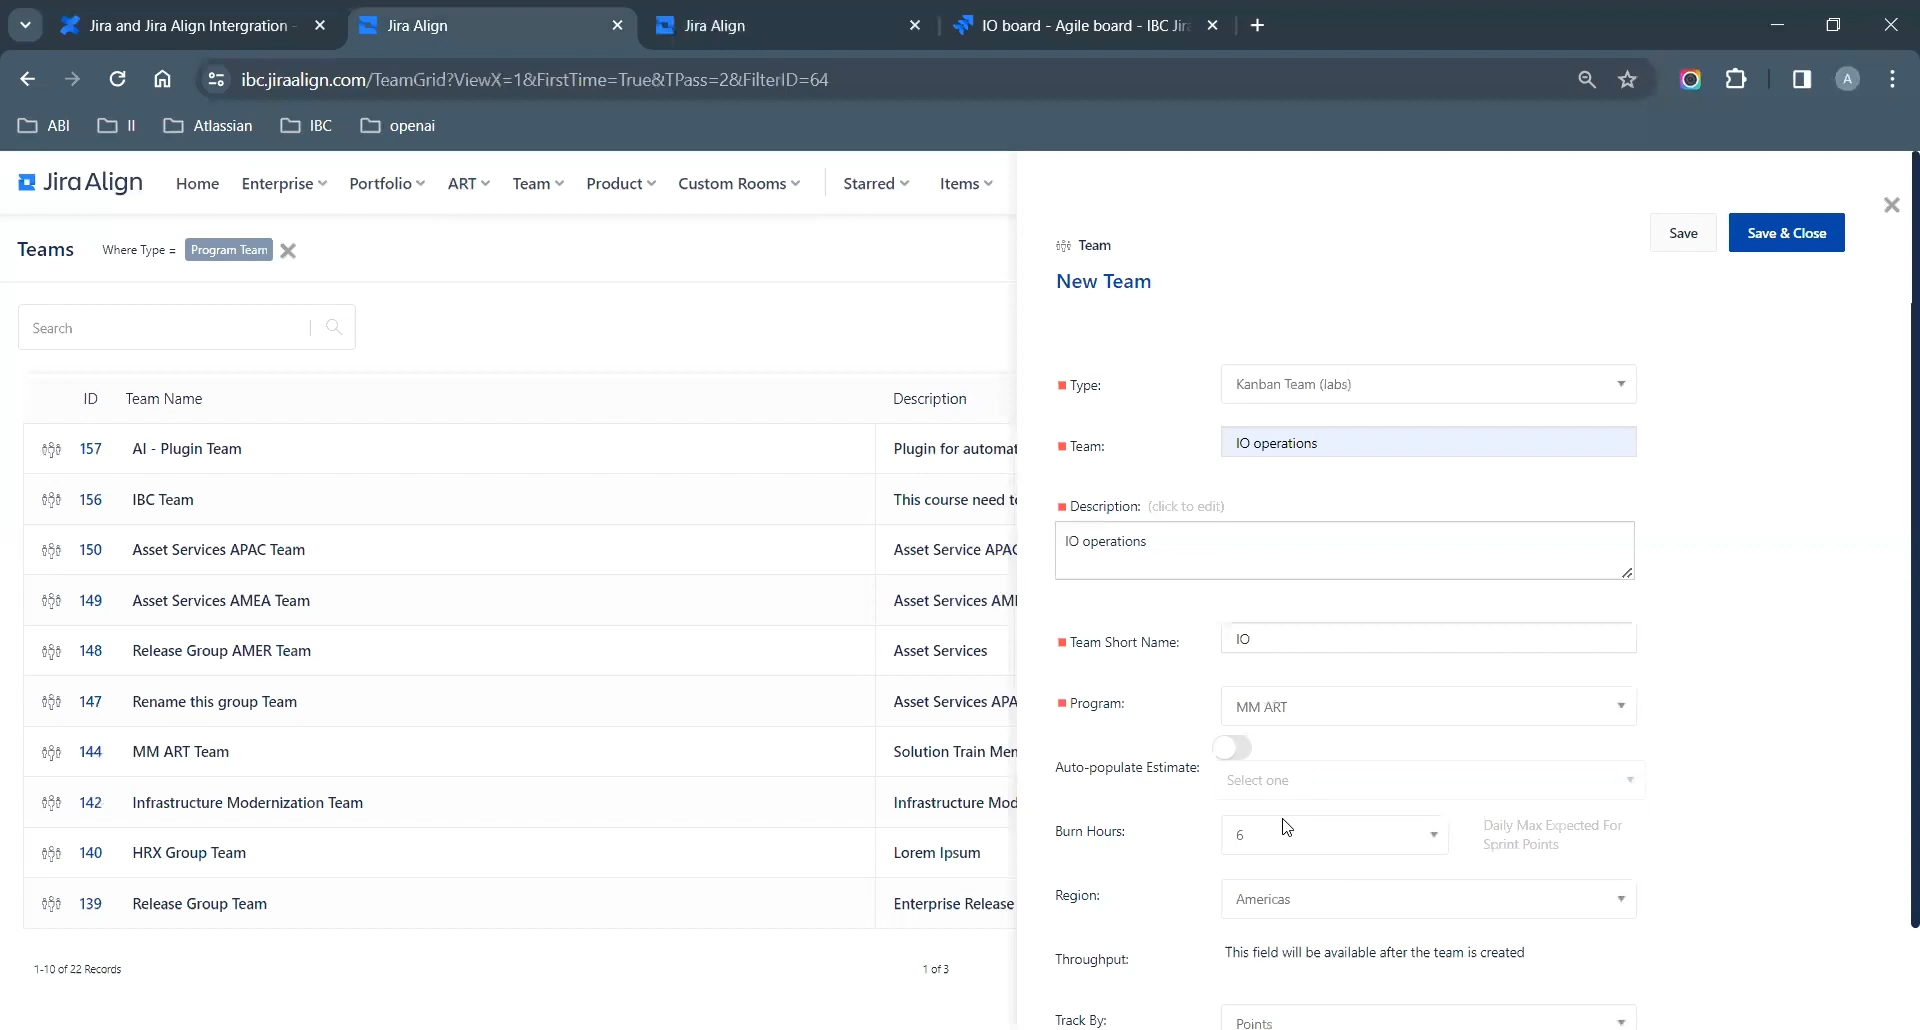 Jira and Jira Align Intergration -
Jira Align
Jira Align
IO board - Agile board - IBC Jira
ibc.jiraalign.com/TeamGrid?ViewX=1&FirstTime=True&TPass=2&FilterID=64
A
ABI
II
Atlassian
IBC
openai
Jira Align
Home
Enterprise
Portfolio
ART
Team
Product
Custom Rooms
Starred
Items
Teams
Where Type =
Program Team
Search
ID Team Name Description
157 AI - Plugin Team Plugin for automat
156 IBC Team This course need to
150 Asset Services APAC Team Asset Service APAC
149 Asset Services AMEA Team Asset Services AM
148 Release Group AMER Team Asset Services
147 Rename this group Team Asset Services APA
144 MM ART Team Solution Train Mem
142 Infrastructure Modernization Team Infrastructure Mod
140 HRX Group Team Lorem Ipsum
139 Release Group Team Enterprise Release
1-10 of 22 Records
1 of 3
Team
New Team
Save
Save & Close
Type: Kanban Team (labs)
Team: IO operations
Description: (click to edit)
IO operations
Team Short Name: IO
Program: MM ART
Auto-populate Estimate: Select one
Burn Hours: 6 Daily Max Expected For
Sprint Points
Region: Americas
Throughput: This field will be available after the team is created
Track By: Points